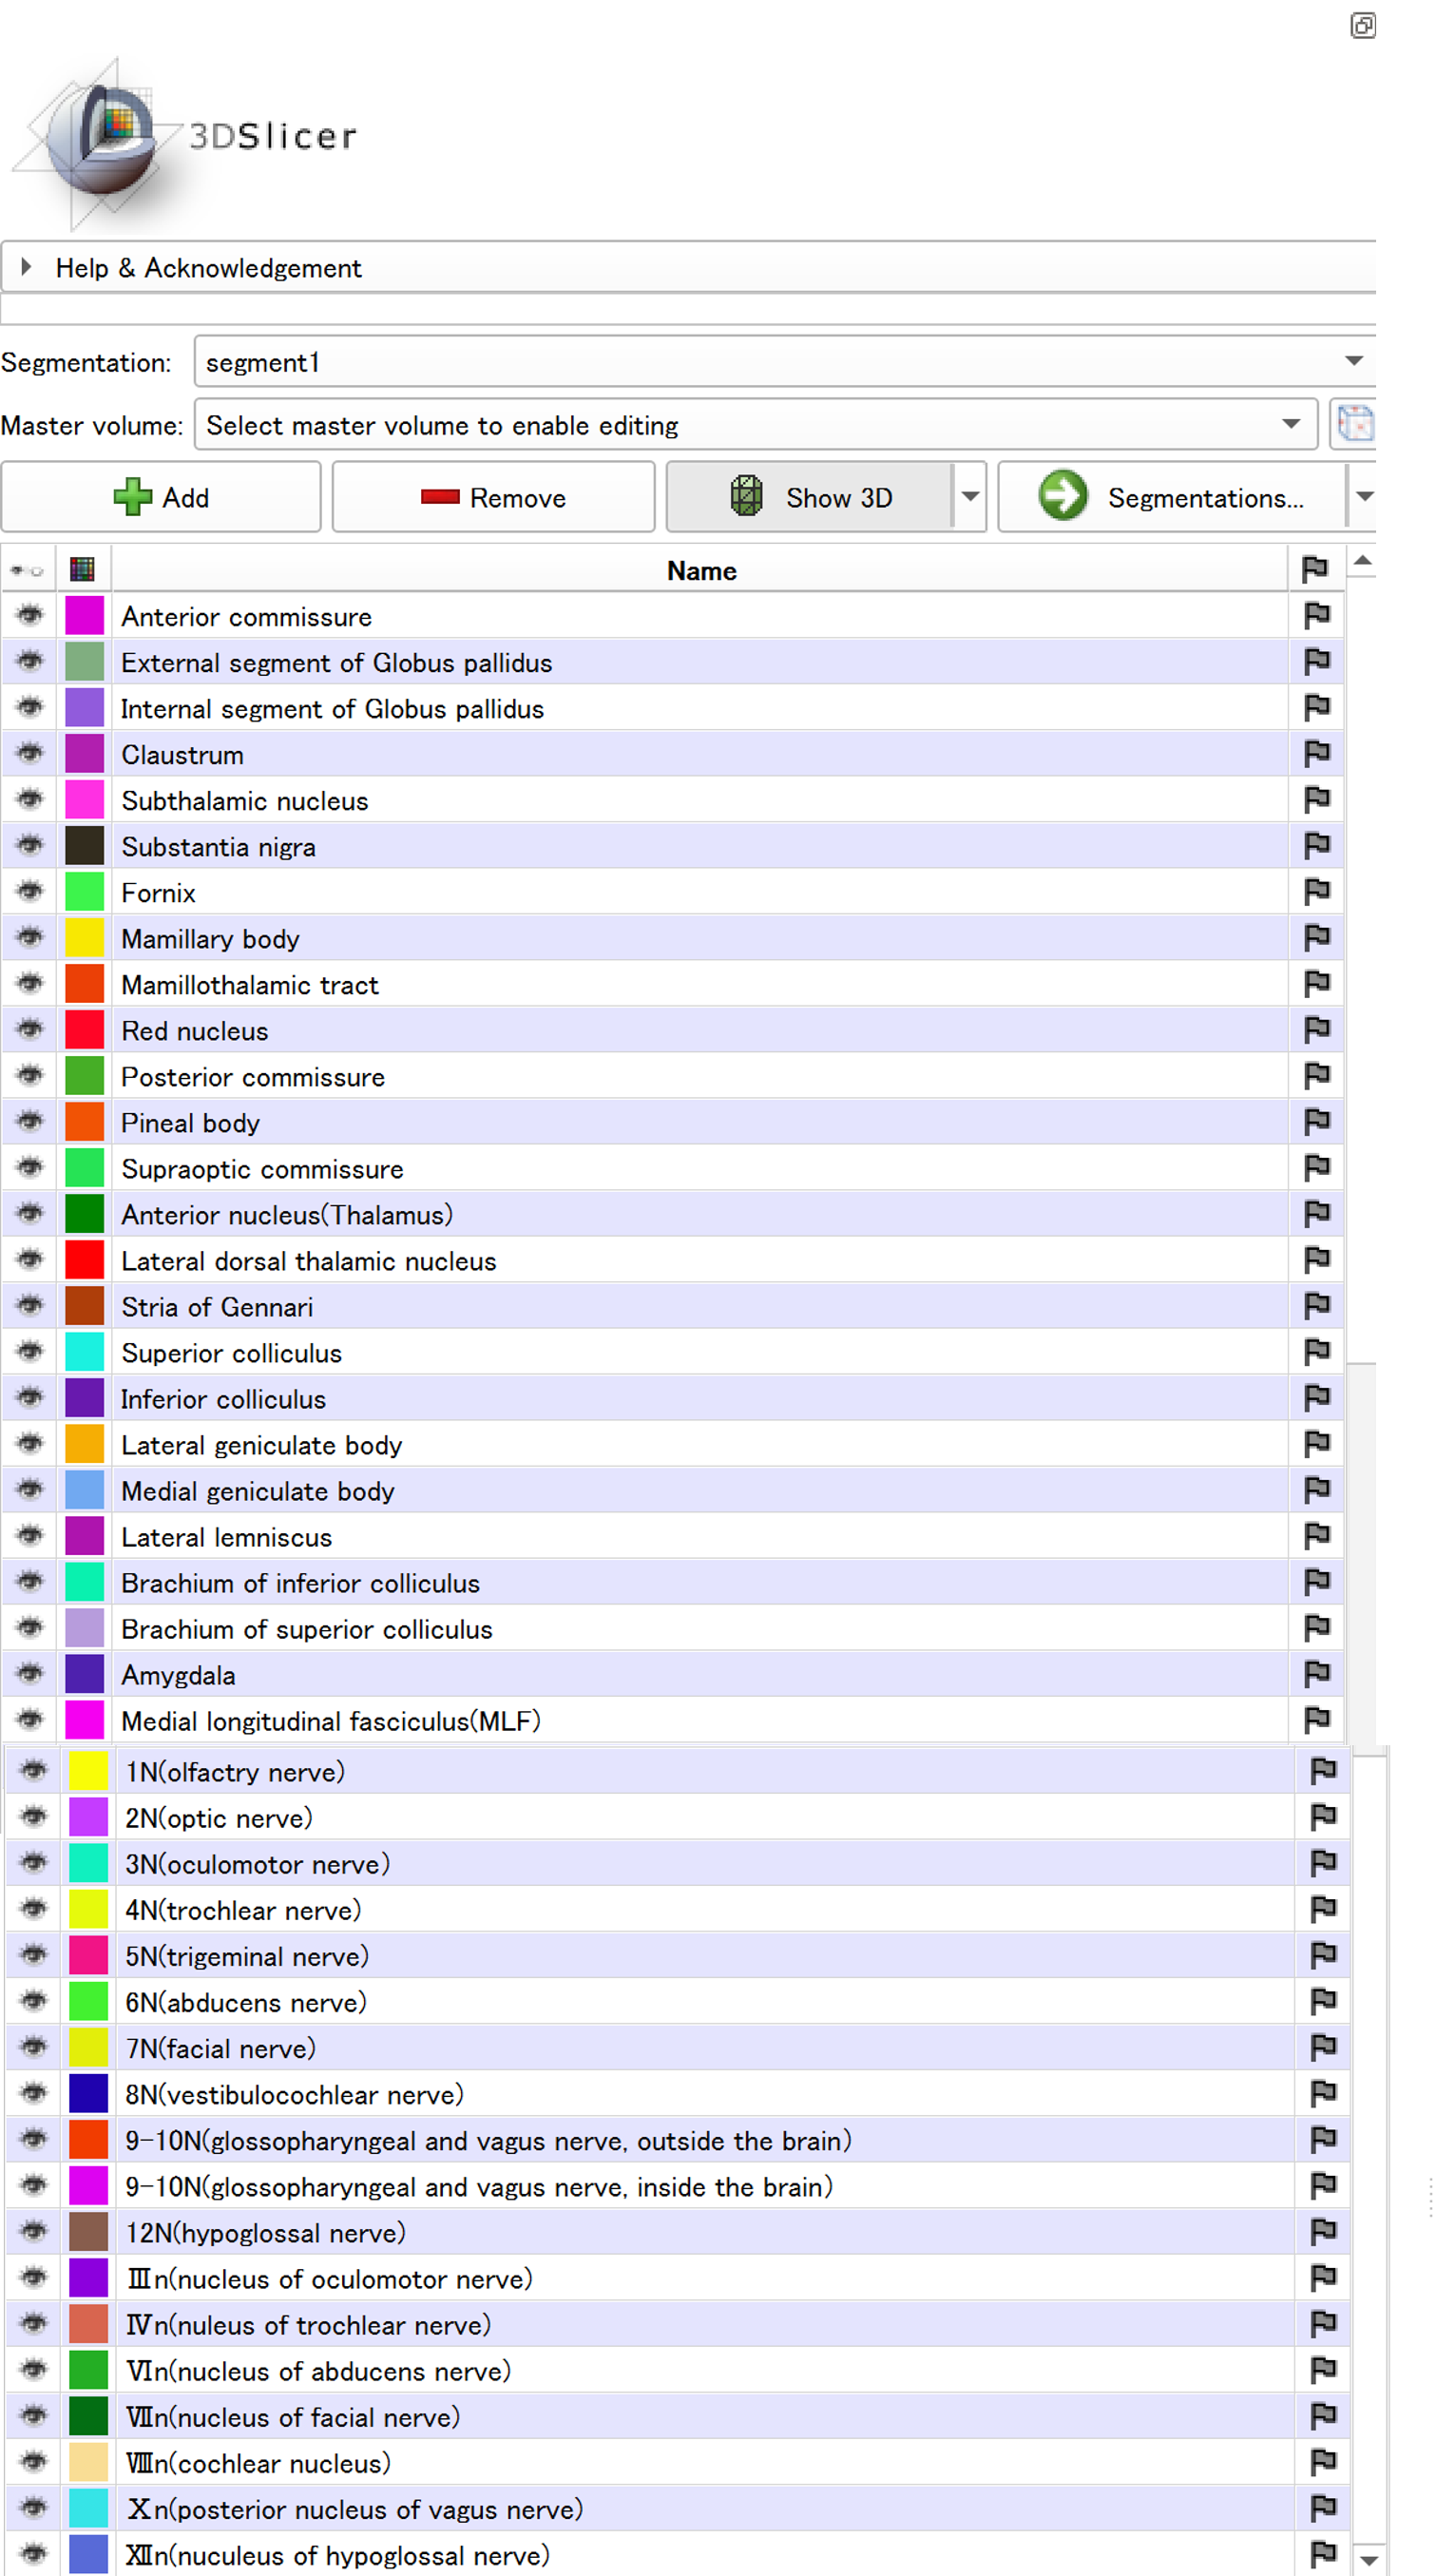 3DSlicer
Help & Acknowledgement
Segmentation: segment1
Master volume: Select master volume to enable editing
Add Remove Show 3D Segmentations...
Name
Anterior commissure
External segment of Globus pallidus
Internal segment of Globus pallidus
Claustrum
Subthalamic nucleus
Substantia nigra
Fornix
Mamillary body
Mamillothalamic tract
Red nucleus
Posterior commissure
Pineal body
Supraoptic commissure
Anterior nucleus(Thalamus)
Lateral dorsal thalamic nucleus
Stria of Gennari
Superior colliculus
Inferior colliculus
Lateral geniculate body
Medial geniculate body
Lateral lemniscus
Brachium of inferior colliculus
Brachium of superior colliculus
Amygdala
Medial longitudinal fasciculus(MLF)
1N(olfactry nerve)
2N(optic nerve)
3N(oculomotor nerve)
4N(trochlear nerve)
5N(trigeminal nerve)
6N(abducens nerve)
7N(facial nerve)
8N(vestibulocochlear nerve)
9-10N(glossopharyngeal and vagus nerve, outside the brain)
9-10N(glossopharyngeal and vagus nerve, inside the brain)
12N(hypoglossal nerve)
Ⅲn(nucleus of oculomotor nerve)
Ⅳn(nuleus of trochlear nerve)
Ⅵn(nucleus of abducens nerve)
Ⅶn(nucleus of facial nerve)
Ⅷn(cochlear nucleus)
Ⅹn(posterior nucleus of vagus nerve)
Ⅻn(nuculeus of hypoglossal nerve)